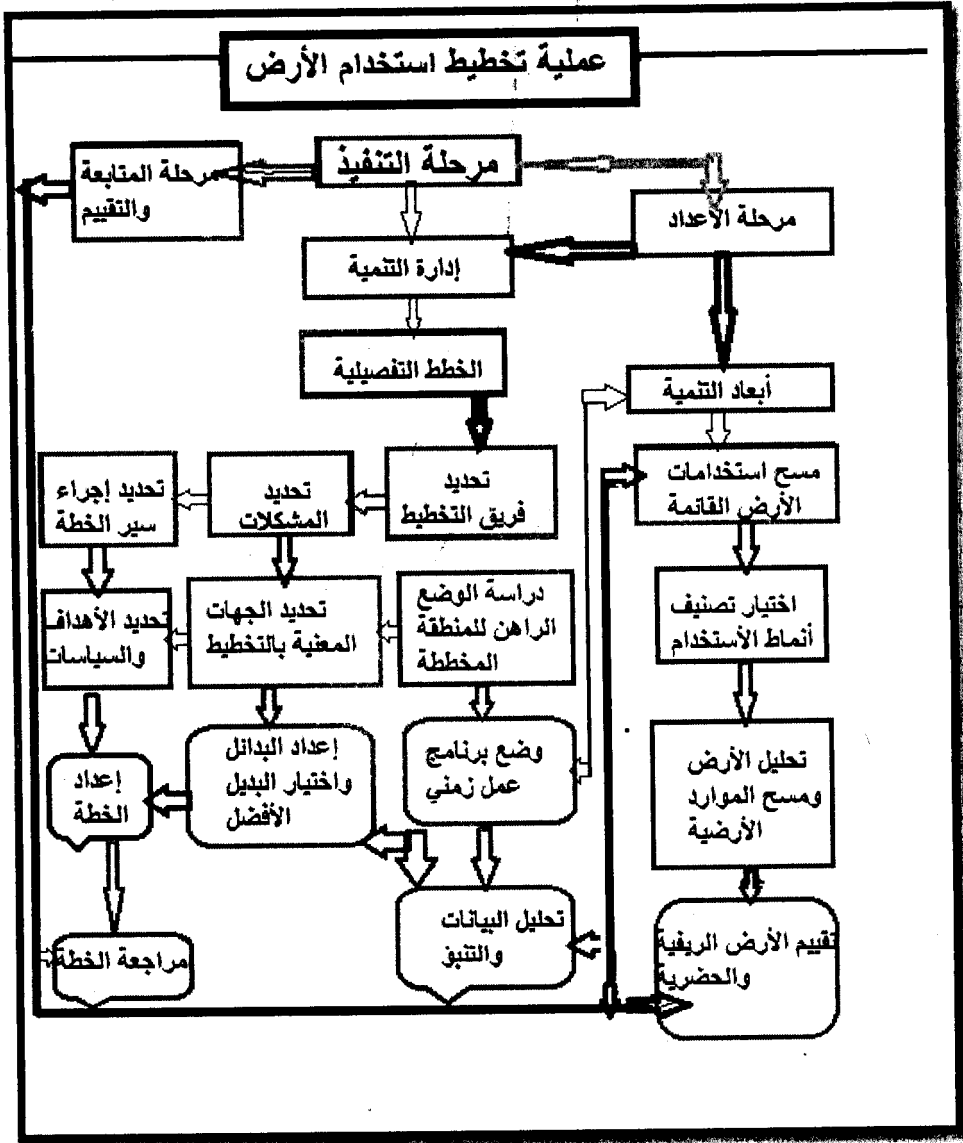 عملية تخطيط استخدام الأرض
مرحلة التنفيذ
مرحلة المتابعة
والتقييم
مرحلة الأعداد
إدارة التنمية
الخطط التفصيلية
أبعاد التنمية
مسح استخدامات
الأرض القائمة
تحديد
فريق التخطيط
تحديد
المشكلات
تحديد إجراء
سير الخطة
اختيار تصنيف
أنماط الأستخدام
دراسة الوضع
الراهن للمنطقة
المخططة
تحديد الجهات
المعنية بالتخطيط
تحديد الأهداف
والسياسات
تحليل الأرض
ومسح الموارد
الأرضية
وضع برنامج
عمل زمني
إعداد البدائل
واختيار البديل
الأفضل
إعداد
الخطة
تقييم الأرض الريفية
والحضرية
تحليل البيانات
والتنبق
مراجعة الخطة